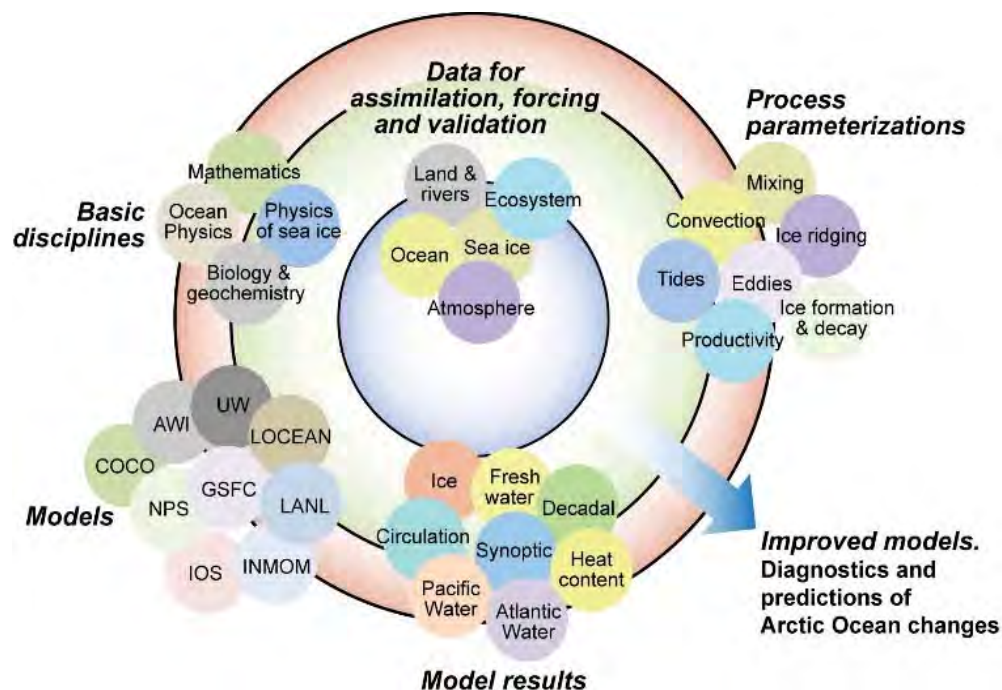 Data for
assimilation, forcing
and validation
Land &
rivers
Ecosystem
Ocean
Sea ice
Atmosphere
Basic
disciplines
Mathematics
Ocean
Physics
Physics
of sea ice
Biology &
geochemistry
Process
parameterizations
Mixing
Convection
Ice ridging
Tides
Eddies
Ice formation
& decay
Productivity
Models
UW
AWI
LOCEAN
COCO
GSFC
NPS
LANL
IOS
INMOM
Ice
Fresh
water
Decadal
Circulation
Synoptic
Heat
content
Pacific
Water
Atlantic
Water
Model results
Improved models.
Diagnostics and
predictions of
Arctic Ocean changes